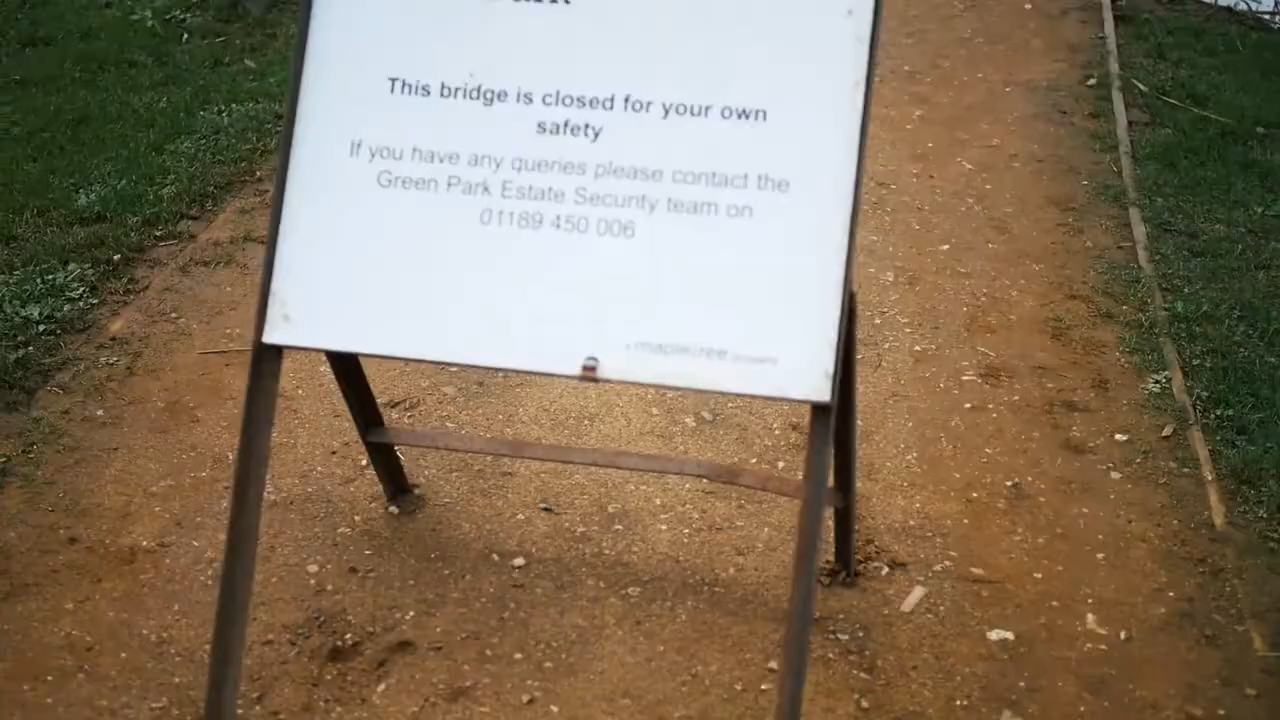 This bridge is closed for your own
safety
If you have any queries please contact the
Green Park Estate Security team on
01189 450 006
mapletree